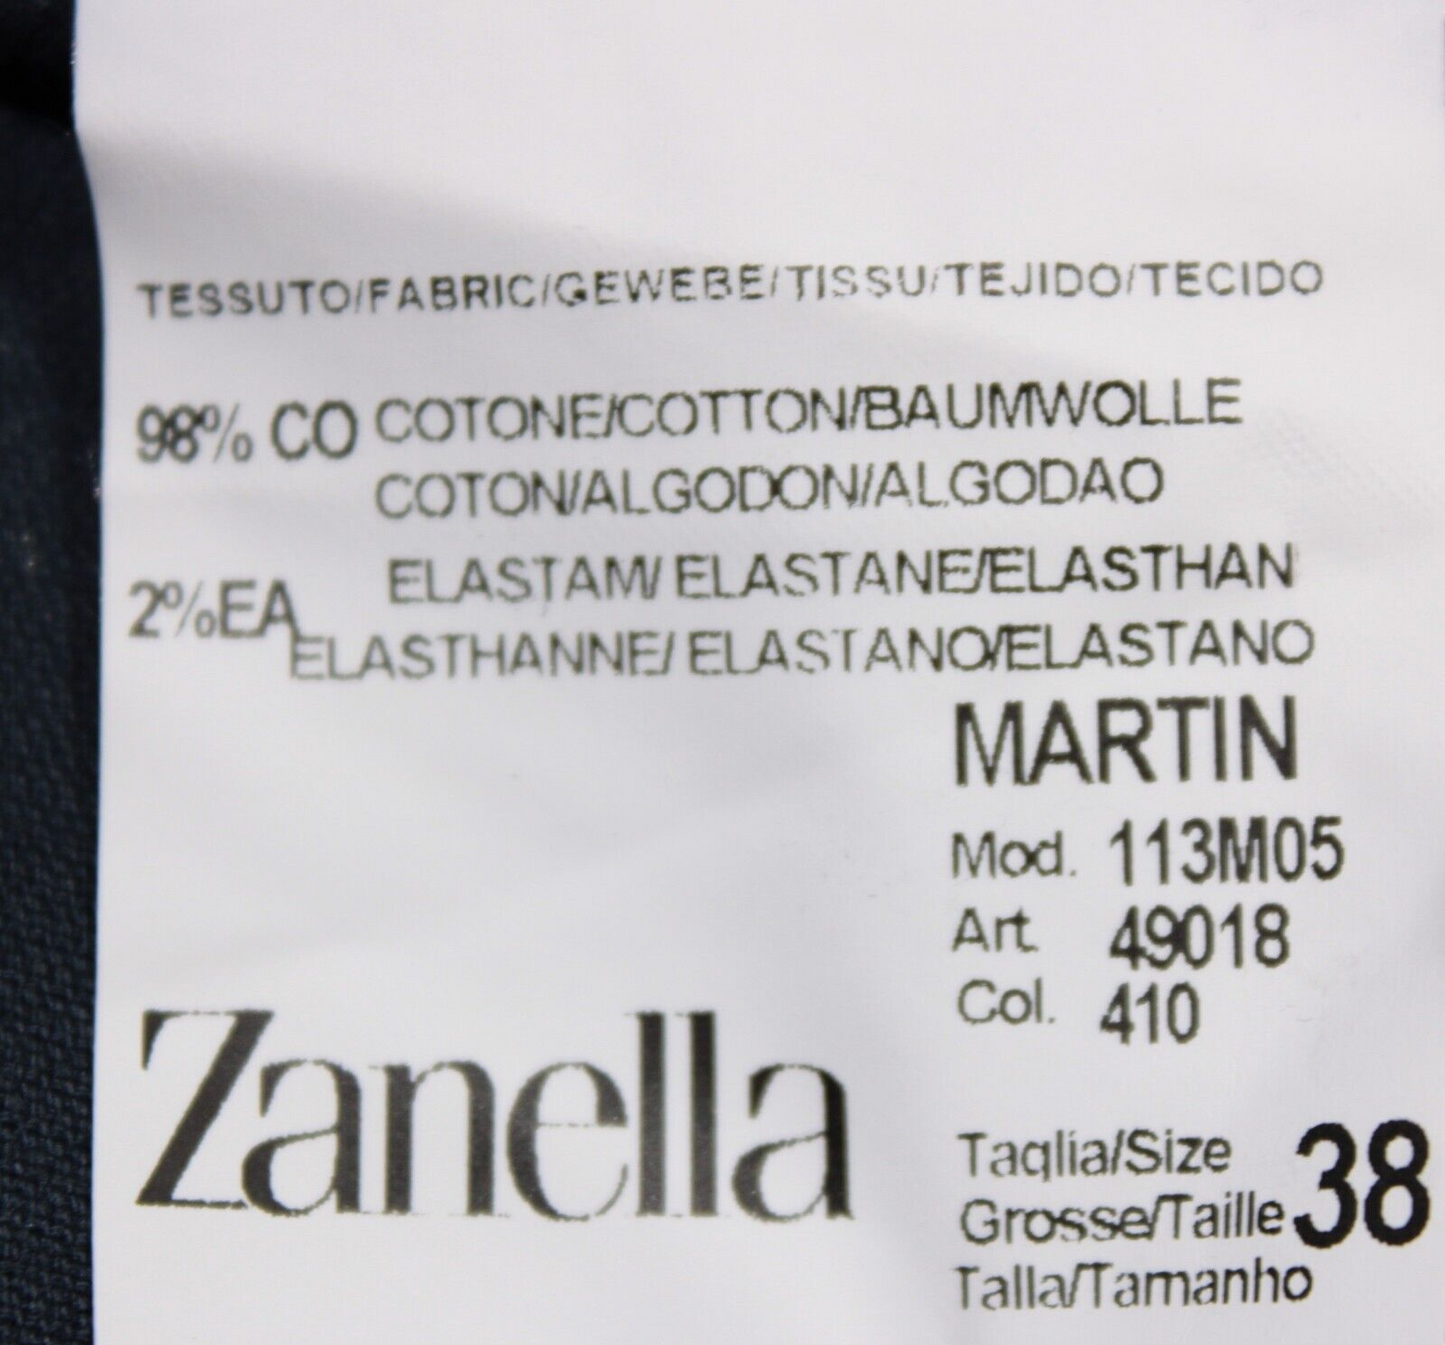 TESSUTO/FABRIC/GEWEBE/TISSU/TEJIDO/TECIDO
98% CO COTONE/COTTON/BAUMWOLLE
COTON/ALGODON/ALGODAO
2%EA ELASTAM/ ELASTANE/ELASTHAN
ELASTHANNE/ ELASTANO/ELASTANO
MARTIN
Mod. 113M05
Art. 49018
Col. 410
Zanella
Taglia/Size 38
Grosse/Taille
Talla/Tamanho